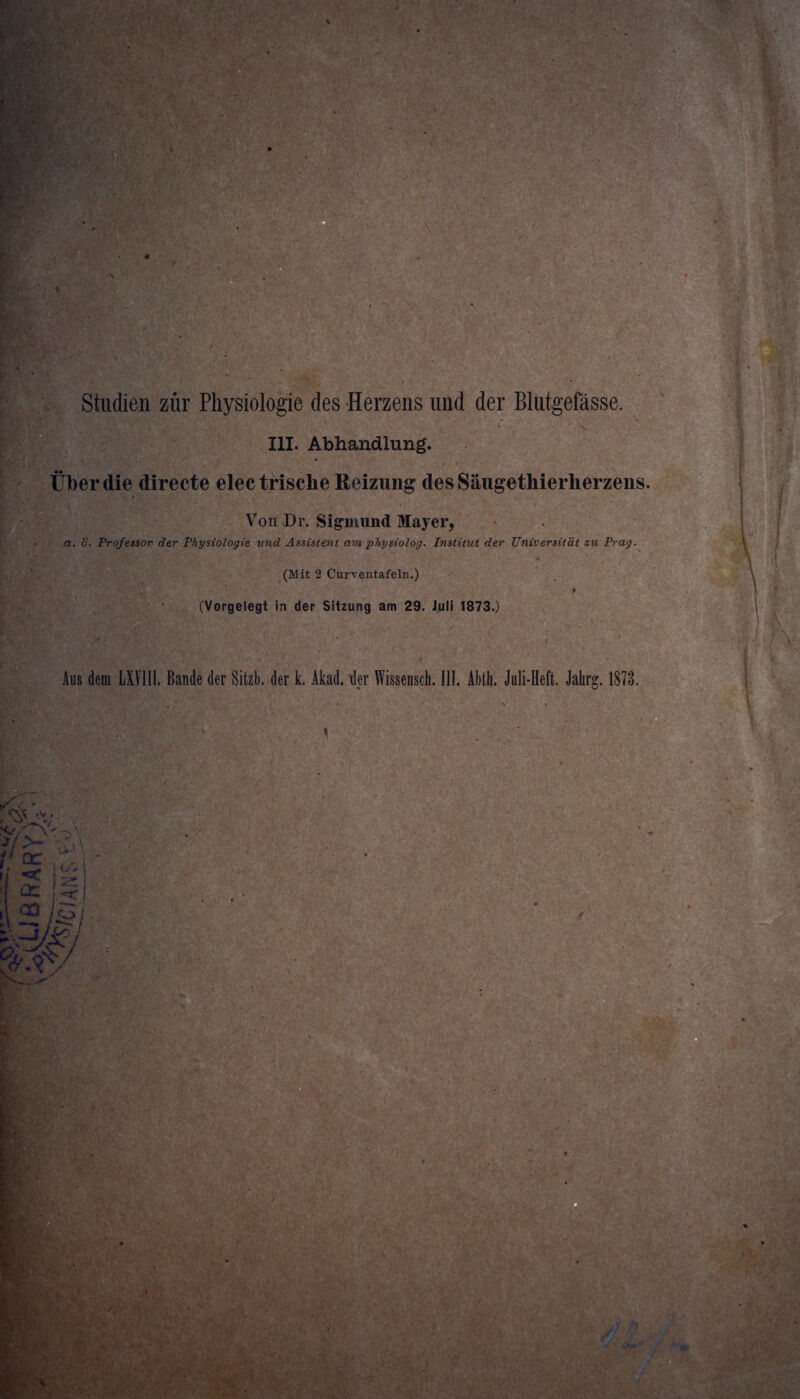 Studien zur Physiologie des Herzens und der Blutgefässe.
III. Abhandlung.
Über die directe electrische Reizung des Säugethierherzens.
Von Dr. Sigmund Mayer,
a. ö. Professor der Physiologie und Assistent am physiolog. Institut der Universität zu Prag.
(Mit 2 Curventafeln.)
(Vorgelegt in der Sitzung am 29. Juli 1873.)
Aus dem LXVIII. Bande der Sitzb. der k. Akad. der Wissensch. III. Abth. Juli-Heft. Jahrg. 1873.
LIBRARY